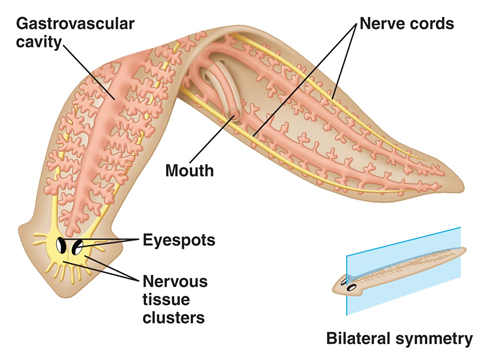 Gastrovascular
cavity
Nerve cords
Mouth
Eyespots
Nervous
tissue
clusters
Bilateral symmetry